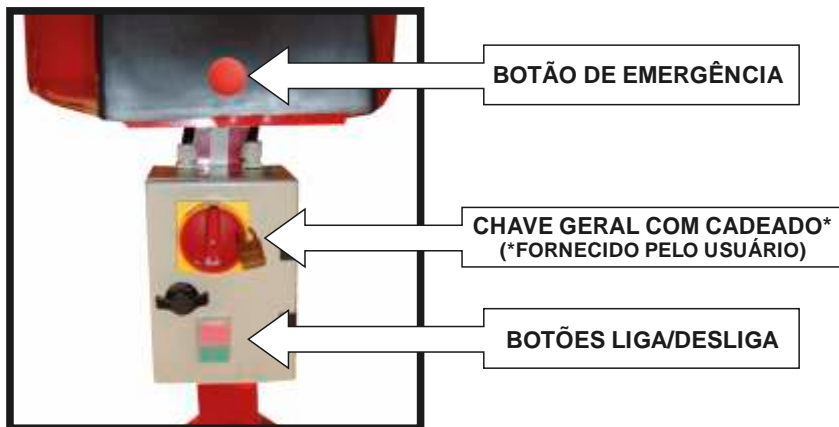 BOTÃO DE EMERGÊNCIA
CHAVE GERAL COM CADEADO*
(*FORNECIDO PELO USUÁRIO)
BOTÕES LIGA/DESLIGA